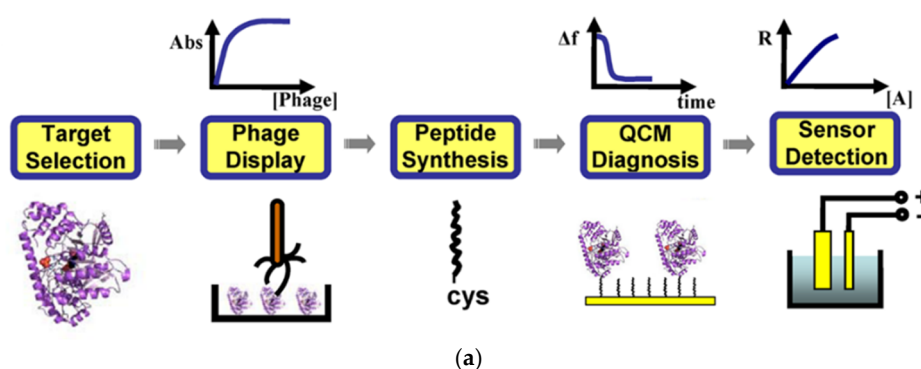 Abs
[Phage]
Δf
time
R
[A]
Target
Selection
Phage
Display
Peptide
Synthesis
QCM
Diagnosis
Sensor
Detection
cys
+
-
(a)